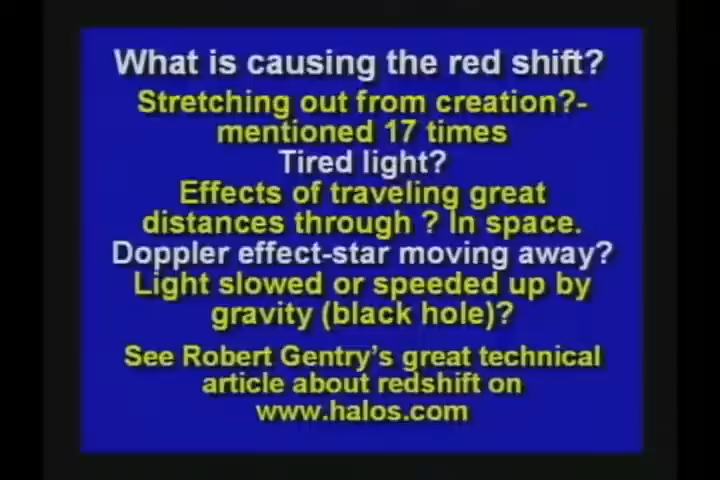 What is causing the red shift?
Stretching out from creation?-
mentioned 17 times
Tired light?
Effects of traveling great
distances through ? In space.
Doppler effect-star moving away?
Light slowed or speeded up by
gravity (black hole)?
See Robert Gentry's great technical
article about redshift on
www.halos.com